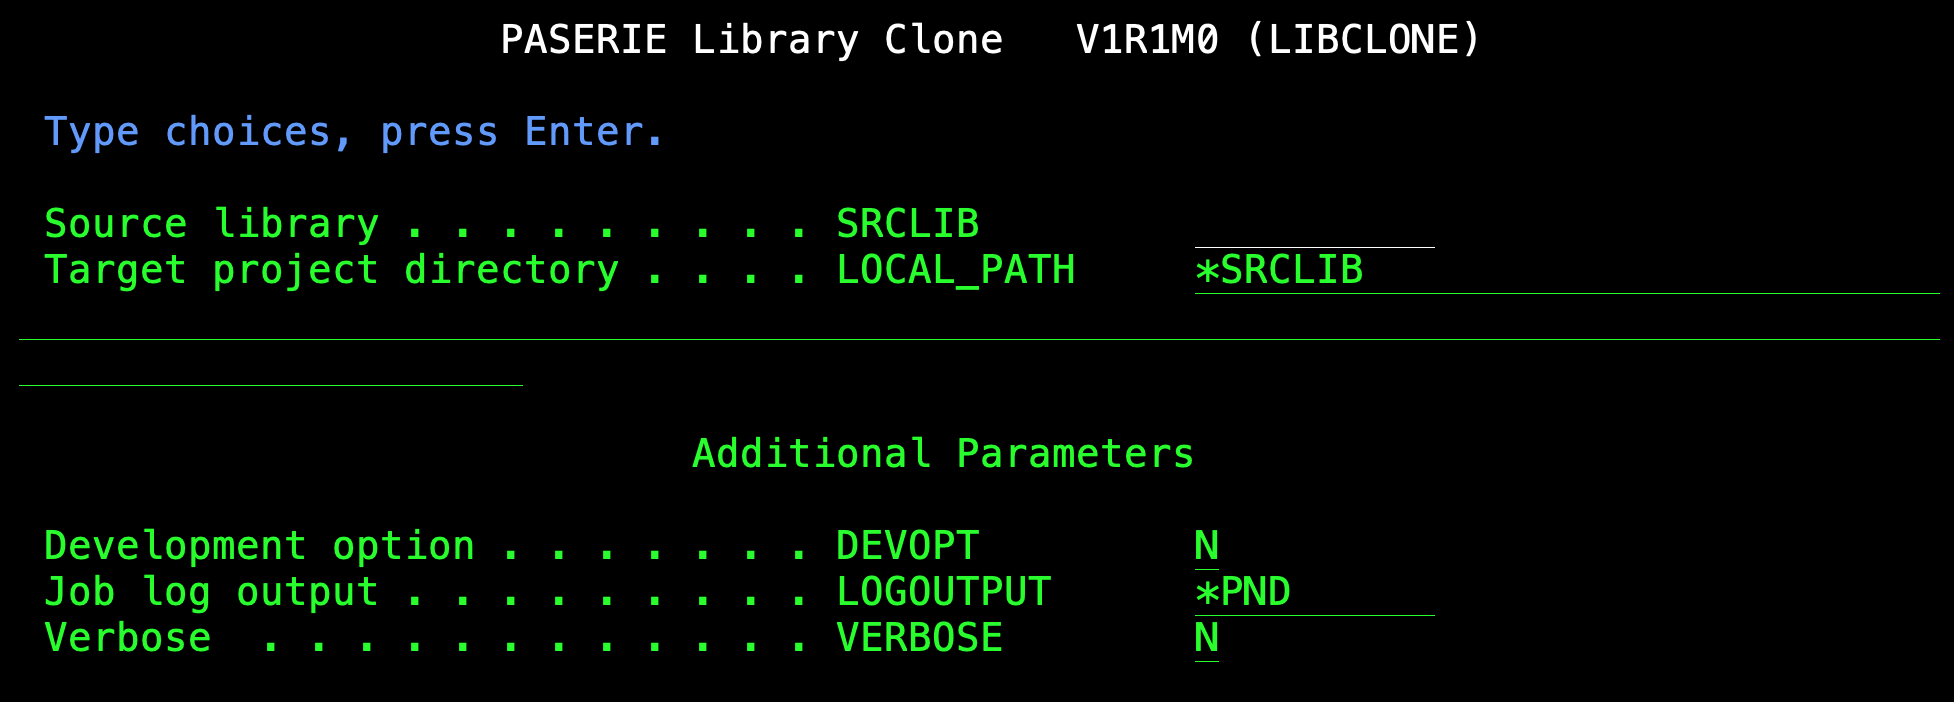 PASERIE Library Clone   V1R1M0 (LIBCLONE)
Type choices, press Enter.
Source library . . . . . . . . . SRCLIB
Target project directory . . . . LOCAL_PATH     *SRCLIB
Additional Parameters
Development option . . . . . . . DEVOPT         N
Job log output . . . . . . . . . LOGOUTPUT      *PND
Verbose  . . . . . . . . . . . . VERBOSE        N